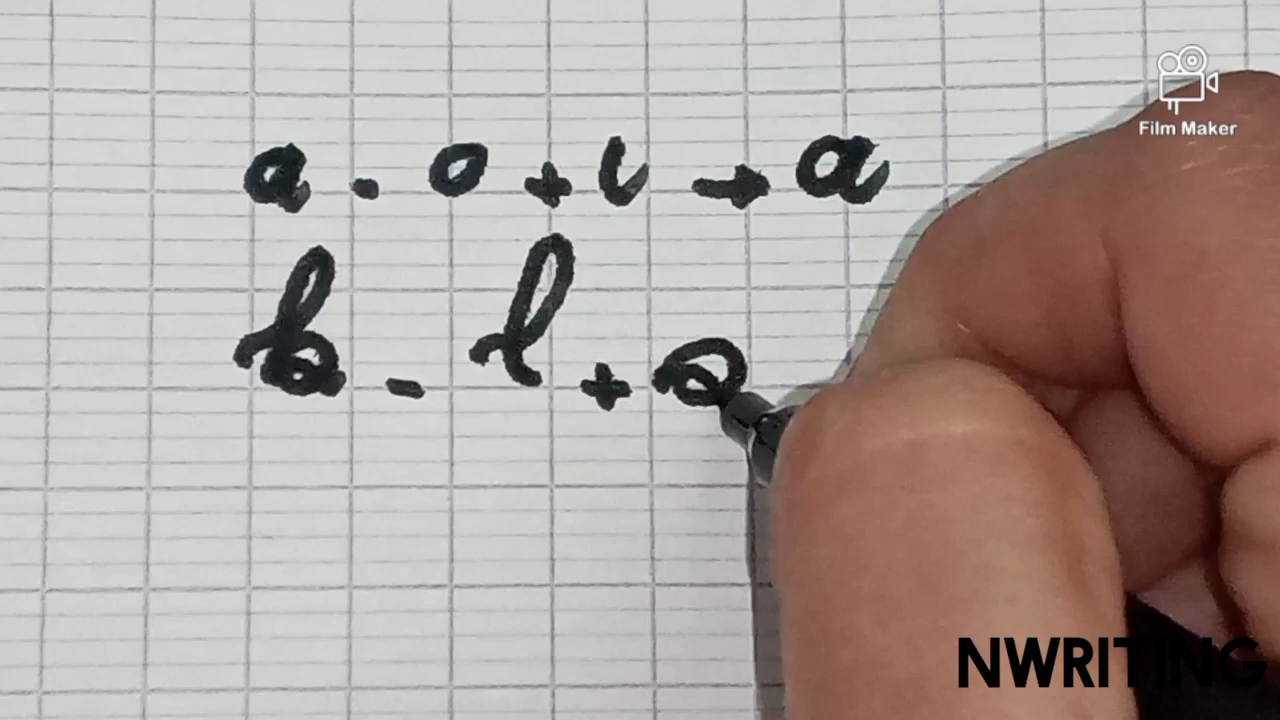 Film Maker
a - o + ι → a
b - l + o
NWRITING